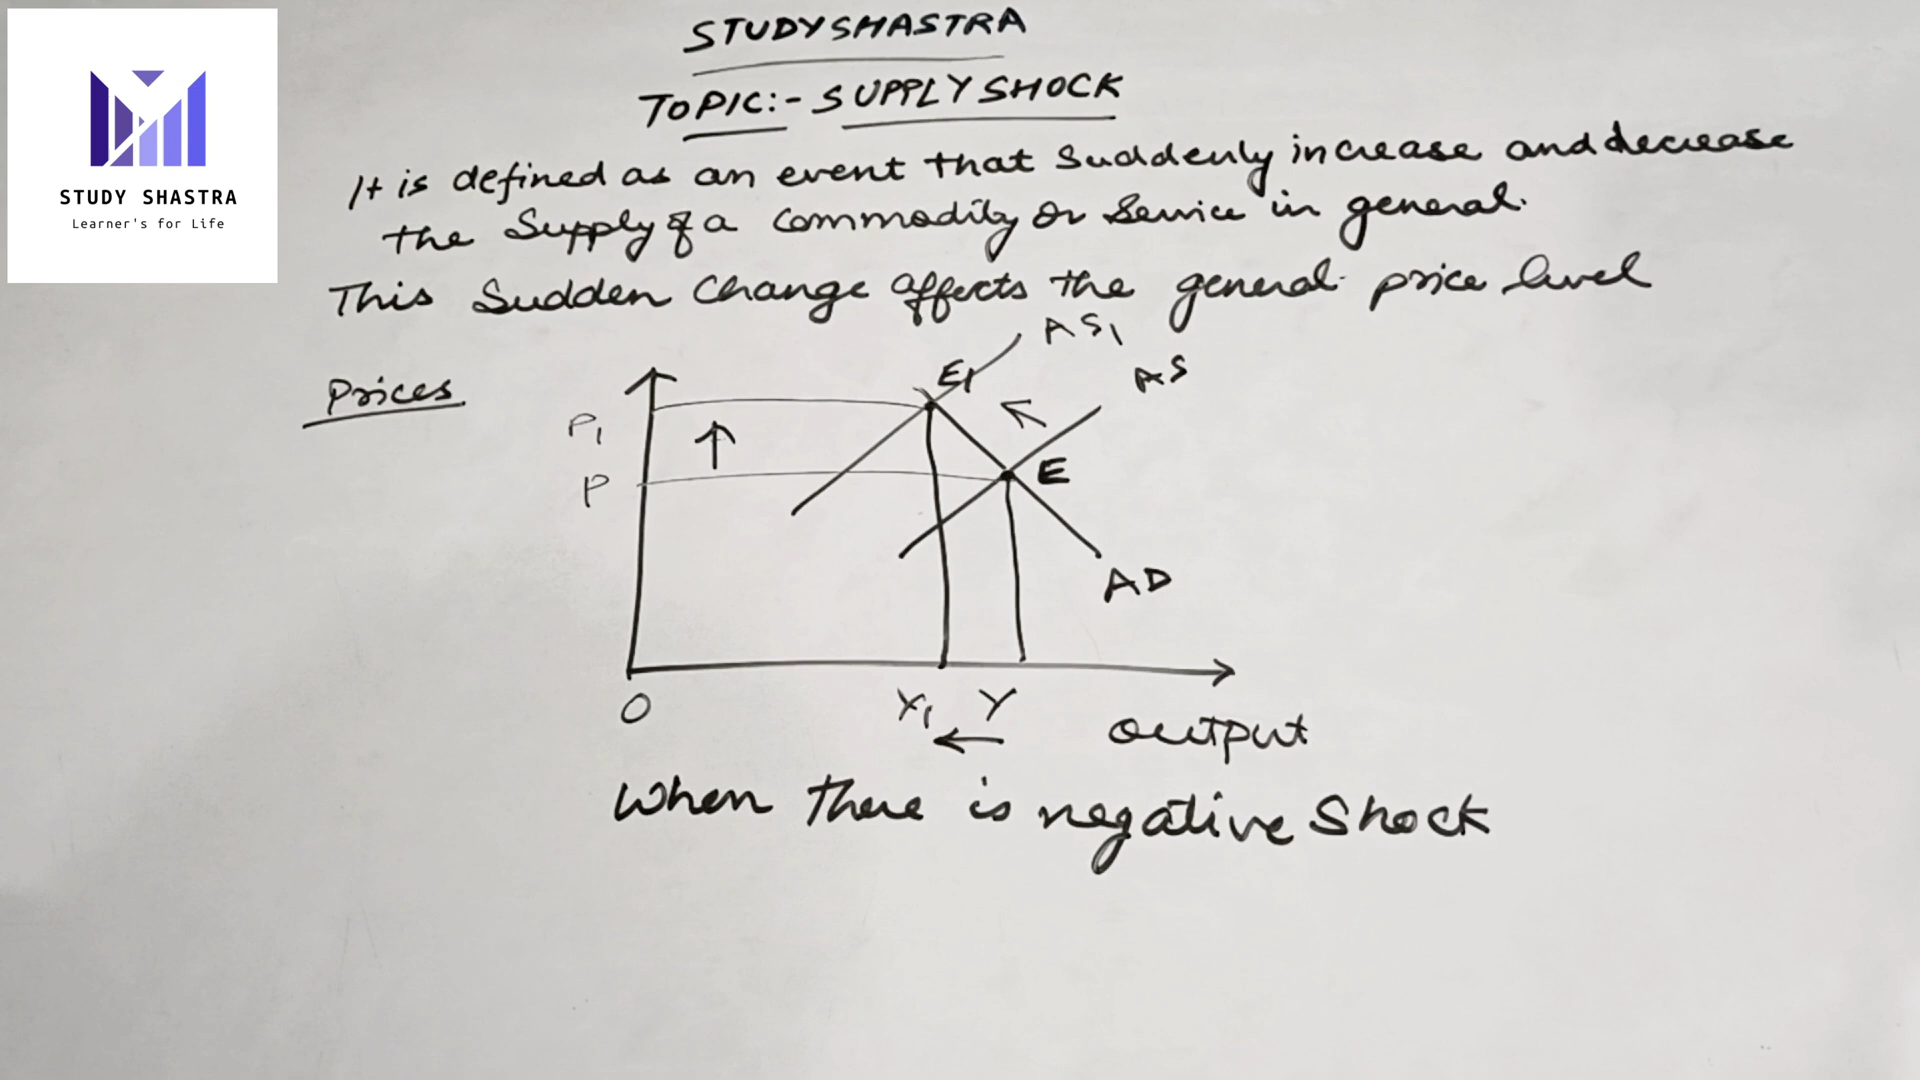 STUDYSHASTRA
TOPIC:- SUPPLY SHOCK
STUDY SHASTRA
Learner's for Life
It is defined as an event that Suddenly increase and decrease
the Supply of a Commodity Or Service in general.
This Sudden Change affects the general price level
Prices
AS1
AS
E1
P1
P
E
AD
O
Y1 Y
OUTPUT
When there is negative Shock